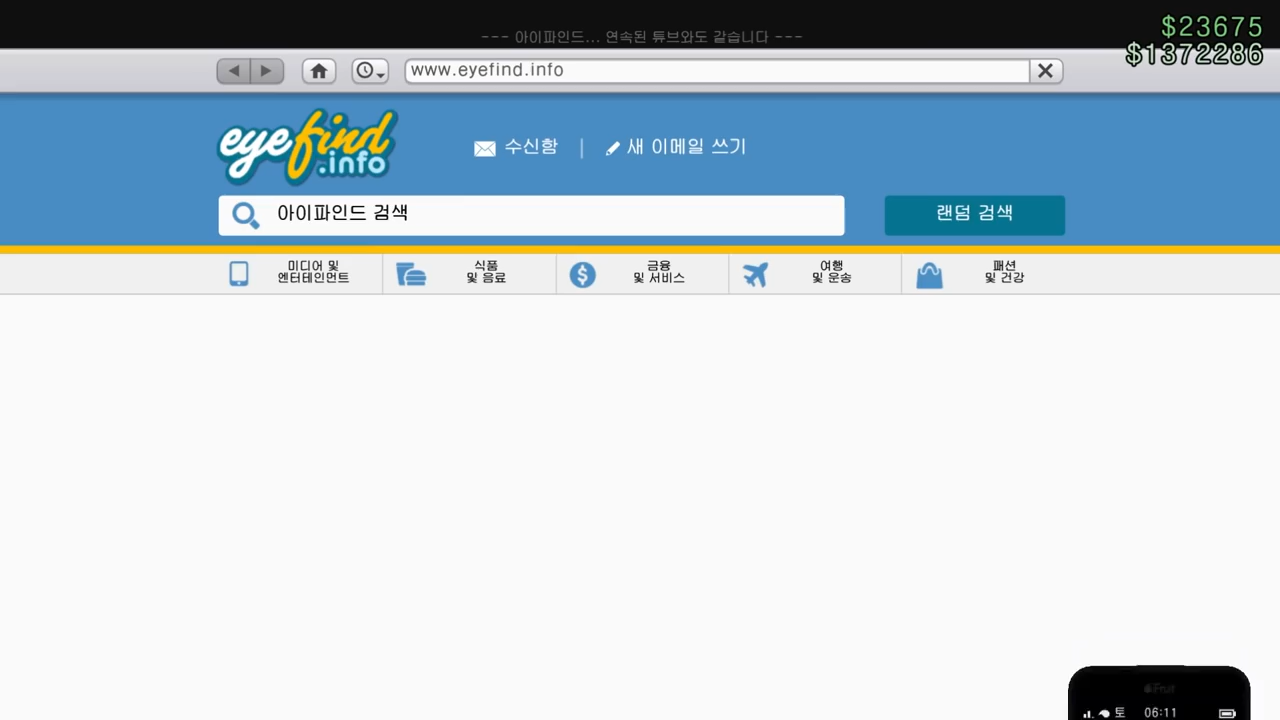 --- 아이파인드... 연속된 튜브와도 같습니다 ---
$23675
$1372286
www.eyefind.info
eyefind.info
수신함 | 새 이메일 쓰기
아이파인드 검색
랜덤 검색
미디어 및
엔터테인먼트
식품
및 음료
금융
및 서비스
여행
및 운송
패션
및 건강
iFruit
토 06:11